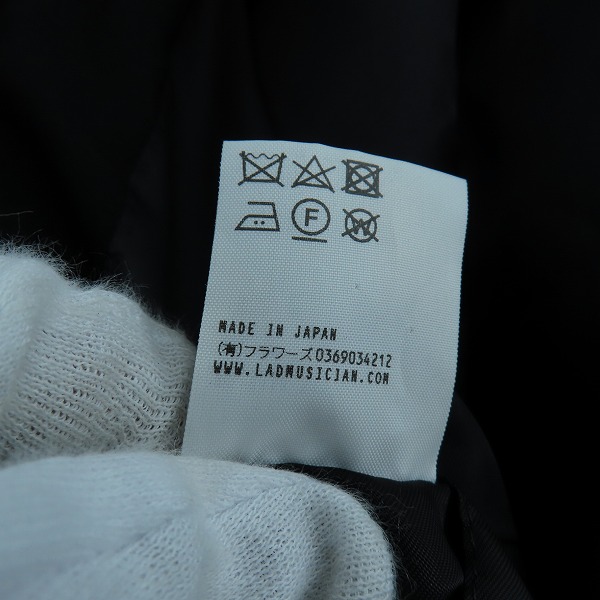 F W
MADE IN JAPAN
(有)フラワーズ0369034212
WWW.LADMUSICIAN.COM